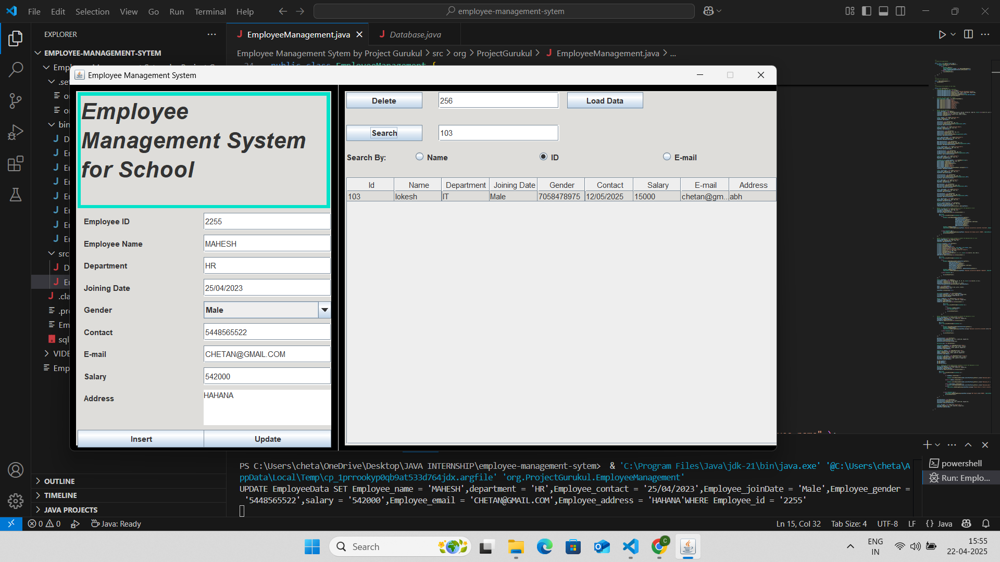 File Edit Selection View Go Run Terminal Help
employee-management-sytem
EXPLORER
EmployeeManagement.java
Database.java
EMPLOYEE-MANAGEMENT-SYTEM
Employee Management Sytem by Project Gurukul > src > org > ProjectGurukul > EmployeeManagement.java > ...
Employee Management System
Employee
Management System
for School
Employee ID 2255
Employee Name MAHESH
Department HR
Joining Date 25/04/2023
Gender Male
Contact 5448565522
E-mail CHETAN@GMAIL.COM
Salary 542000
Address HAHANA
Insert Update
Delete 256 Load Data
Search 103
Search By: Name ID E-mail
Id Name Department Joining Date Gender Contact Salary E-mail Address
103 lokesh IT Male 7058478975 12/05/2025 15000 chetan@gm... abh
bin
src
OUTLINE
TIMELINE
JAVA PROJECTS
PS C:\Users\cheta\OneDrive\Desktop\JAVA INTERNSHIP\employee-management-sytem> & 'C:\Program Files\Java\jdk-21\bin\java.exe' '@C:\Users\cheta\A
ppData\Local\Temp\cp_1prrookyp0qb9at533d764jdx.argfile' 'org.ProjectGurukul.EmployeeManagement'
UPDATE EmployeeData SET Employee_name = 'MAHESH',department = 'HR',Employee_contact = '25/04/2023',Employee_joinDate = 'Male',Employee_gender =
'5448565522',salary = '542000',Employee_email = 'CHETAN@GMAIL.COM',Employee_address = 'HAHANA'WHERE Employee_id = '2255'
powershell
Run: Emplo...
0 0 Java: Ready
Ln 15, Col 32 Tab Size: 4 UTF-8 LF {} Java
Search
ENG
IN
15:55
22-04-2025